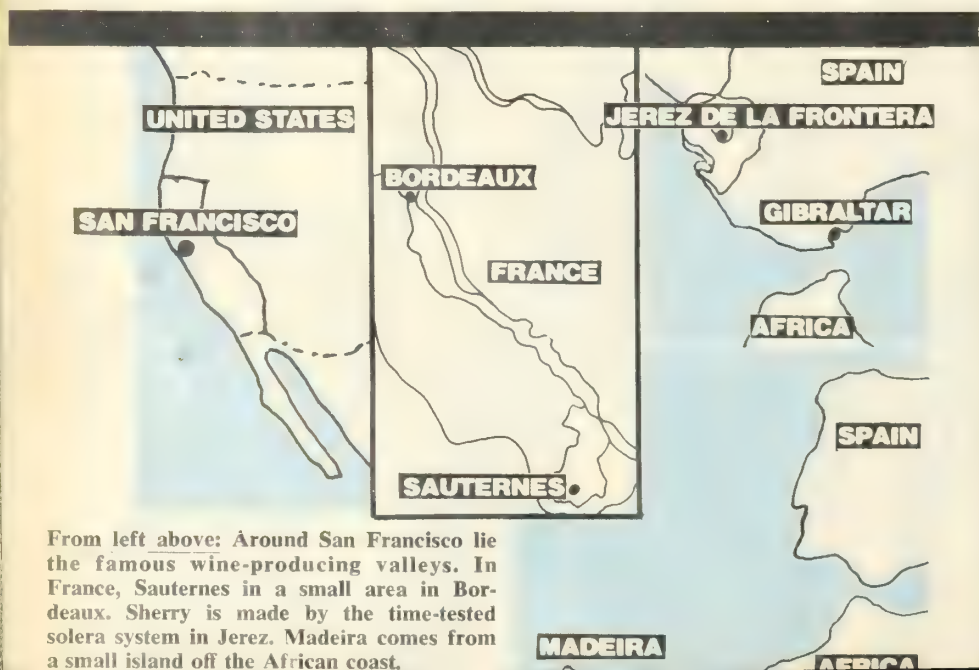 UNITED STATES
SAN FRANCISCO
BORDEAUX
FRANCE
SAUTERNES
SPAIN
JEREZ DE LA FRONTERA
GIBRALTAR
AFRICA
SPAIN
MADEIRA
AFRICA
From left above: Around San Francisco lie
the famous wine-producing valleys. In
France, Sauternes in a small area in Bor-
deaux. Sherry is made by the time-tested
solera system in Jerez. Madeira comes from
a small island off the African coast.